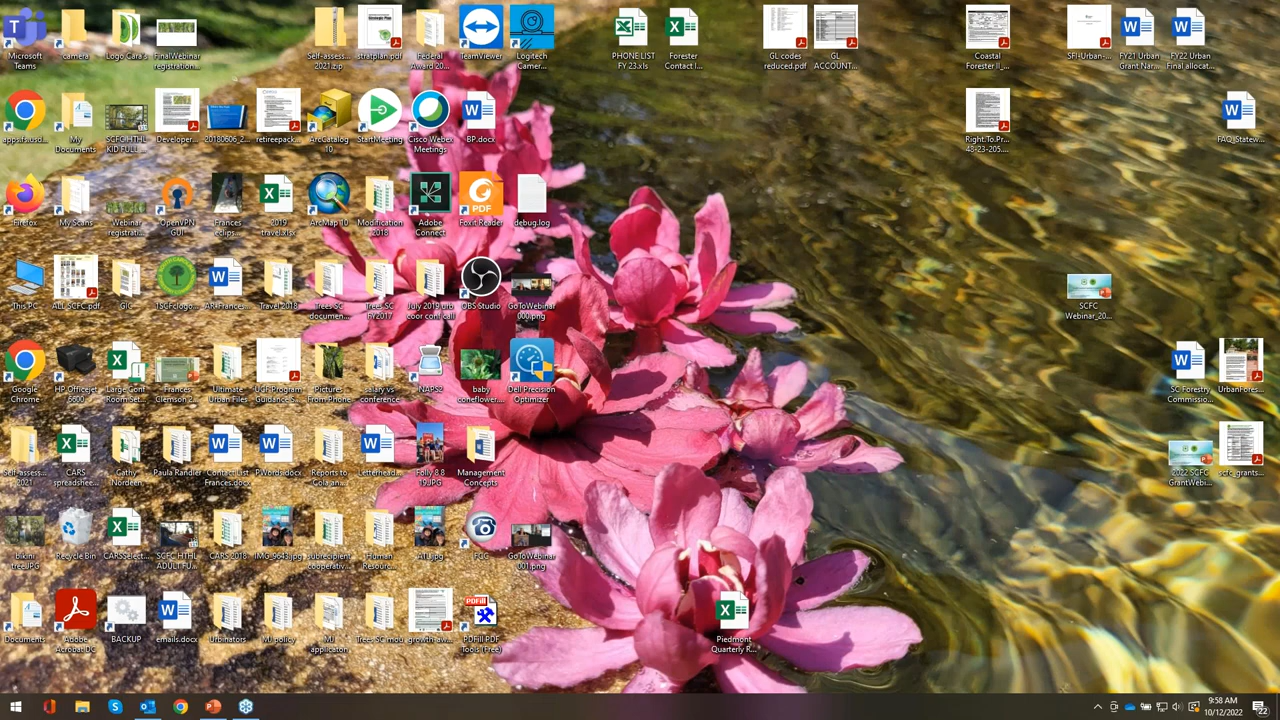 Microsoft Teams
camera
Logo Cara's
FinalWebinar registration...
Self-assess... 2021.zip
stratplan.pdf
Federal Award 20...
TeamViewer
Logitech Camer...
PHONE LIST FY 23.xls
Forester Contact l...
GL codes reduced.pdf
GL ACCOUNT...
Coastal Forester II_...
SFI-Urban-...
FY21 Urban Grant Nar...
FY22 Urban Final allocat...
My Documents
SCFC HTHL KID FULL ...
Developer...
20180606_2...
retireepack...
ArcCatalog 10
StartMeeting
Cisco Webex Meetings
BP.docx
Right.To.Pr... 48-23-205....
FAQ_Statew...
Firefox
My Scans
Webinar registrati...
OpenVPN GUI
Frances eclips...
2019 travel.xlsx
ArcMap 10
Modification 2018
Adobe Connect
Foxit Reader
debug.log
This PC
ALL SCFC.pdf
GIC
1SCFClogo...
AR-Frances...
Travel 2018
Trees SC documen...
Trees SC FY2017
July 2019 urb coor conf call
OBS Studio
GoToWebinar 000.png
SCFC Webinar_20...
Google Chrome
HP Officejet 6600
Large Conf Room Set...
Frances Clemson 2...
Ultimate Urban Files
UCF Program Guidance S...
Pictures From Phone
salary vs conference
NAPS2
baby coneflower...
Dell Precision Optimizer
SC Forestry Commissio...
UrbanFores...
Self-assess... 2021
CARS spreadshee...
Cathy Nordeen
Paula Randler
Contact List Frances.docx
PWords.docx
Reports to Cola an...
Letterhead...
Folly 8.8 19.JPG
Management Concepts
2022 SCFC GrantWebi...
scfc_grants...
bikini tree.JPG
Recycle Bin
CARSSelect...
SCFC HTHL ADULT FU...
CARS 2018
IMG-9643.jpg
subrecipient cooperativ...
Human Resourc...
ATL.jpg
FCC
GoToWebinar 001.png
Documents
Adobe Acrobat DC
BACKUP
emails.docx
Urbinators
MJ policy
MJ applicaton
Trees SC mou
growth-aw...
PDFill PDF Tools (Free)
Piedmont Quarterly R...
9:58 AM
10/12/2022
22